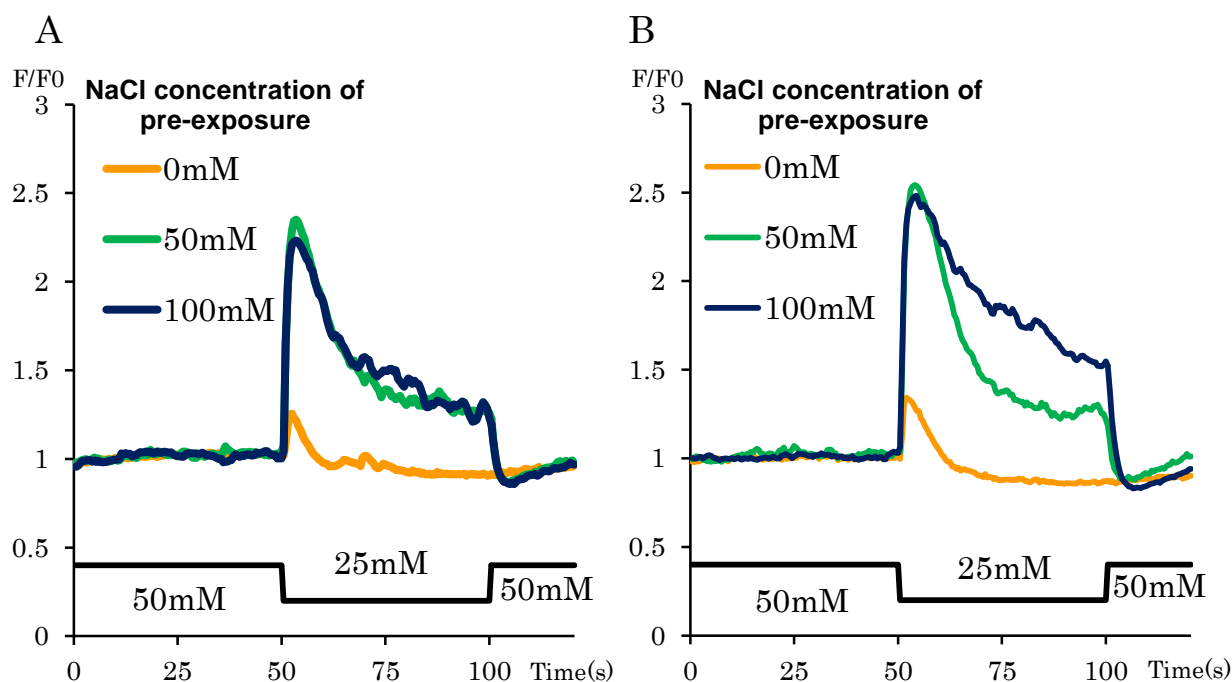 A
F/F0
NaCl concentration of
pre-exposure
3
0mM
2.5
50mM
2
100mM
1.5
1
0.5
25mM
50mM
50mM
0
0
25
50
75
100
Time(s)
B
F/F0
NaCl concentration of
pre-exposure
3
0mM
2.5
50mM
2
100mM
1.5
1
0.5
25mM
50mM
50mM
0
0
25
50
75
100
Time(s)